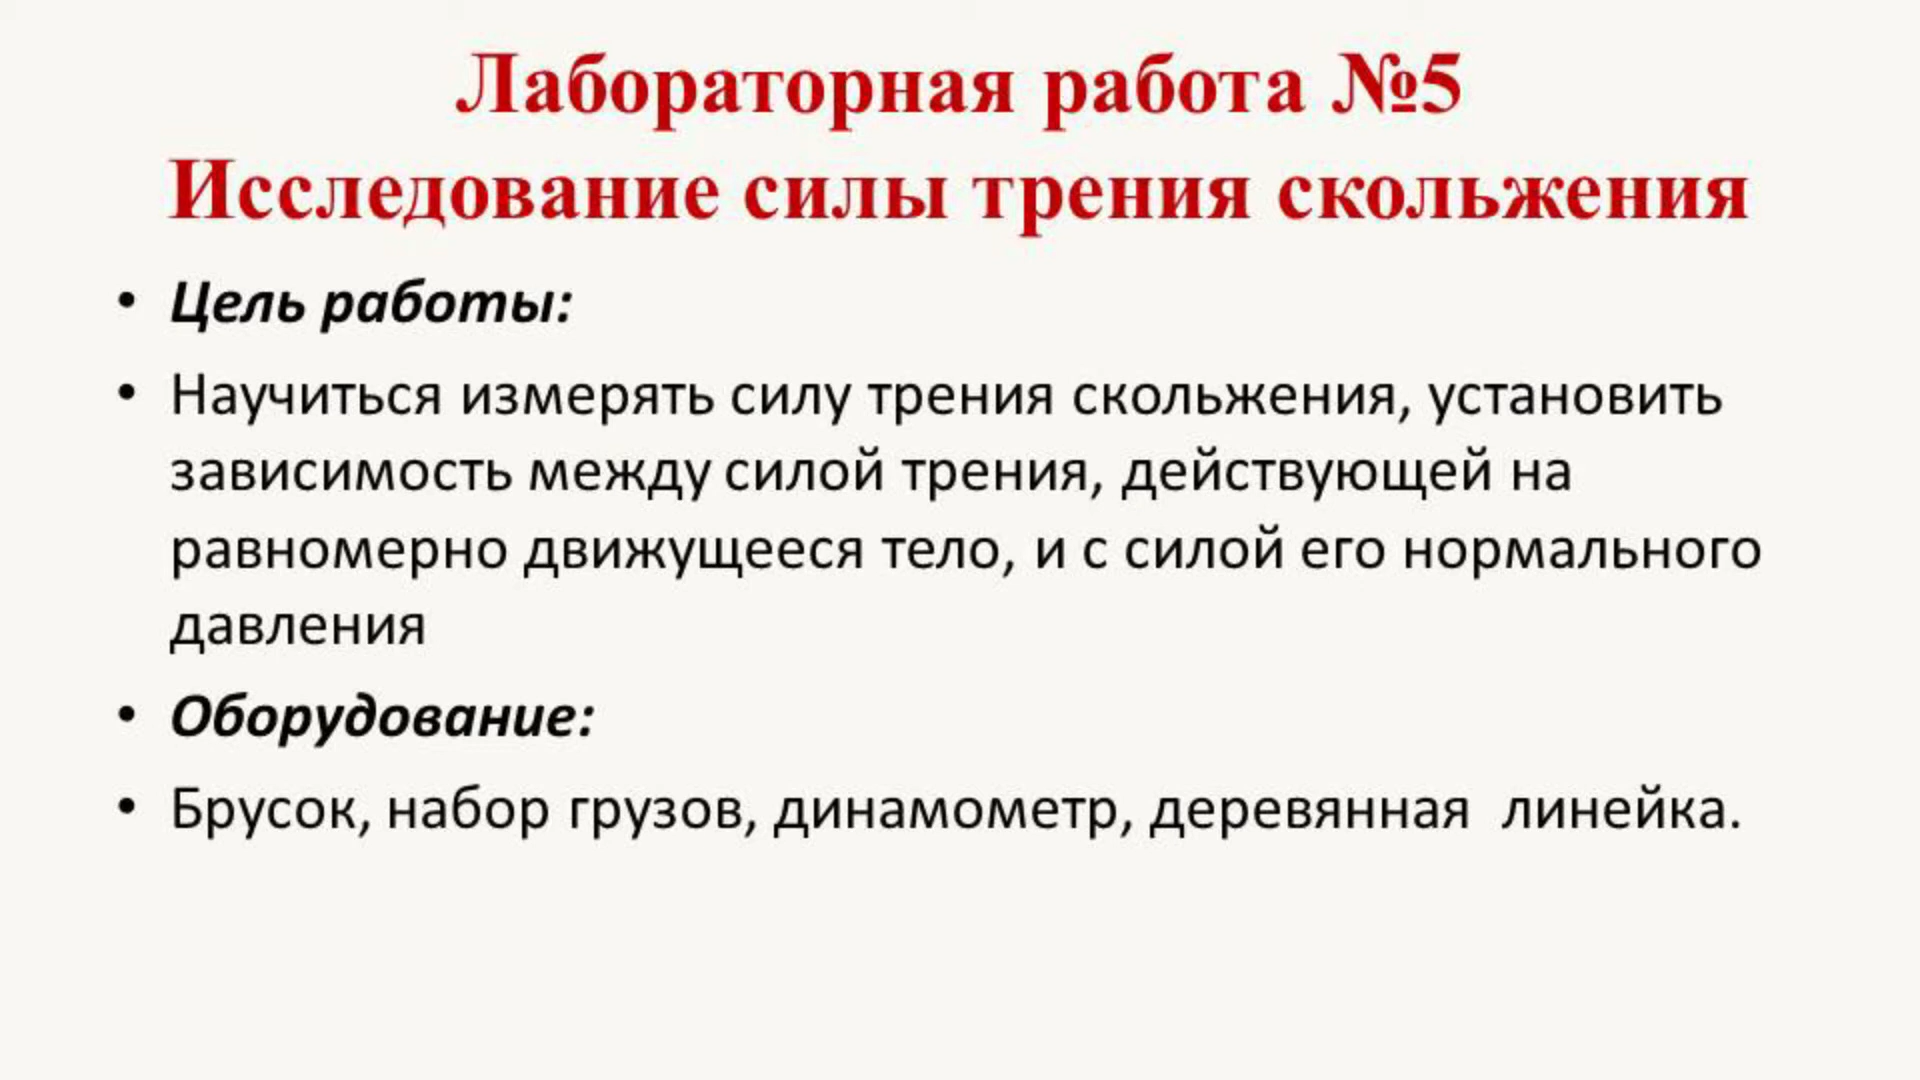 Лабораторная работа №5
Исследование силы трения скольжения
• Цель работы:
• Научиться измерять силу трения скольжения, установить
зависимость между силой трения, действующей на
равномерно движущееся тело, и с силой его нормального
давления
• Оборудование:
• Брусок, набор грузов, динамометр, деревянная  линейка.